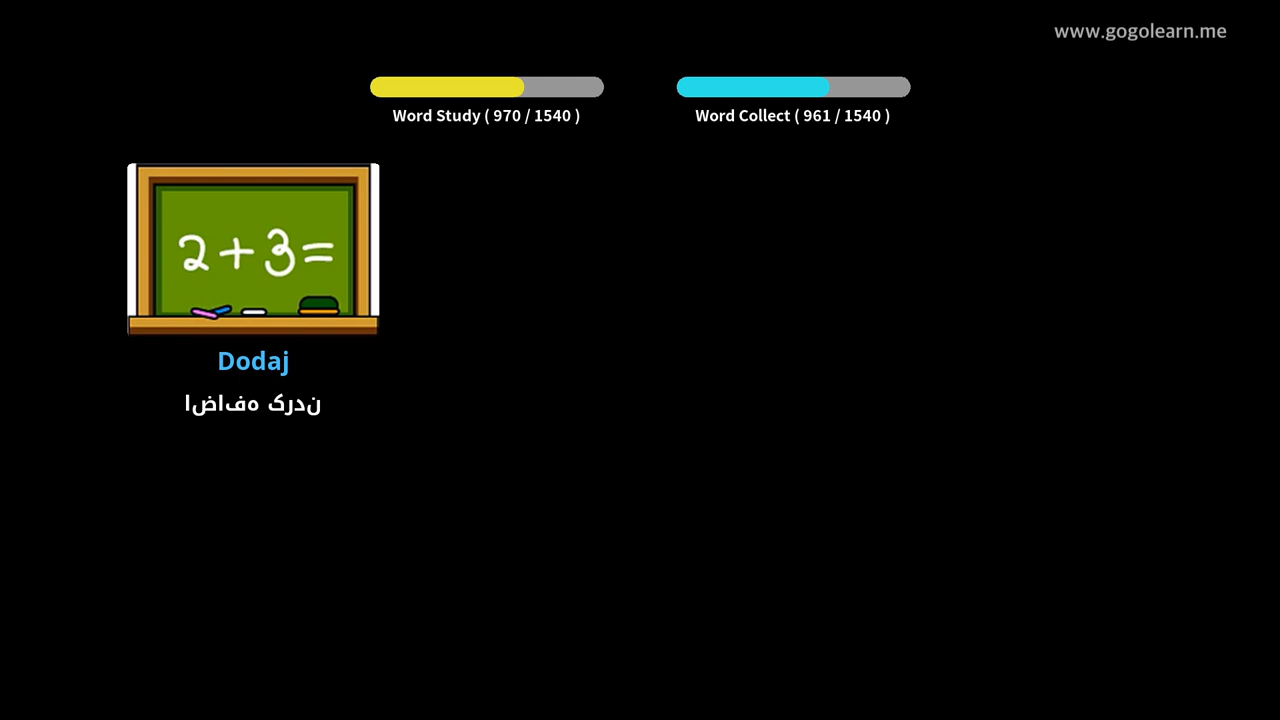 www.gogolearn.me
Word Study ( 970 / 1540 )
Word Collect ( 961 / 1540 )
2+3=
Dodaj
اضافه کردن